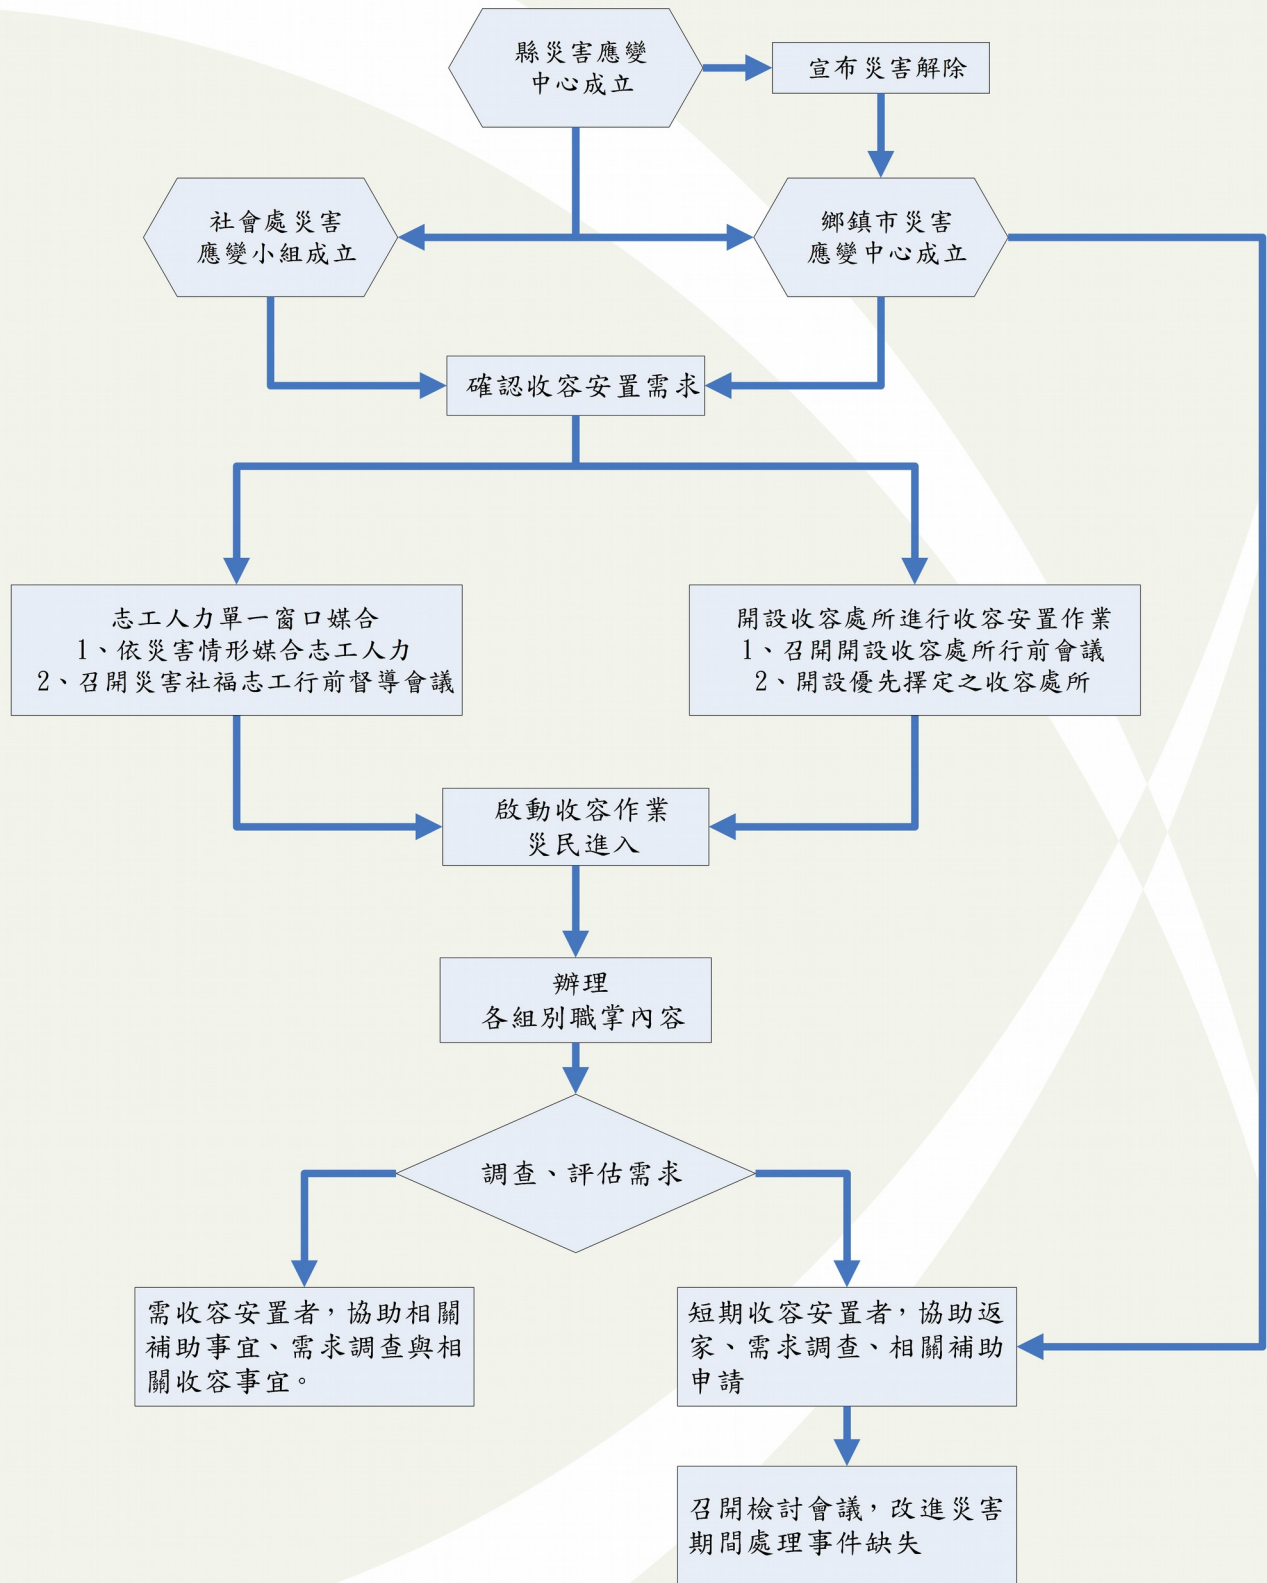 縣災害應變
中心成立
宣布災害解除
社會處災害
應變小組成立
鄉鎮市災害
應變中心成立
確認收容安置需求
志工人力單一窗口媒合
1、依災害情形媒合志工人力
2、召開災害社福志工行前督導會議
開設收容處所進行收容安置作業
1、召開開設收容處所行前會議
2、開設優先擇定之收容處所
啟動收容作業
災民進入
辦理
各組別職掌內容
調查、評估需求
需收容安置者，協助相關
補助事宜、需求調查與相
關收容事宜。
短期收容安置者，協助返
家、需求調查、相關補助
申請
召開檢討會議，改進災害
期間處理事件缺失